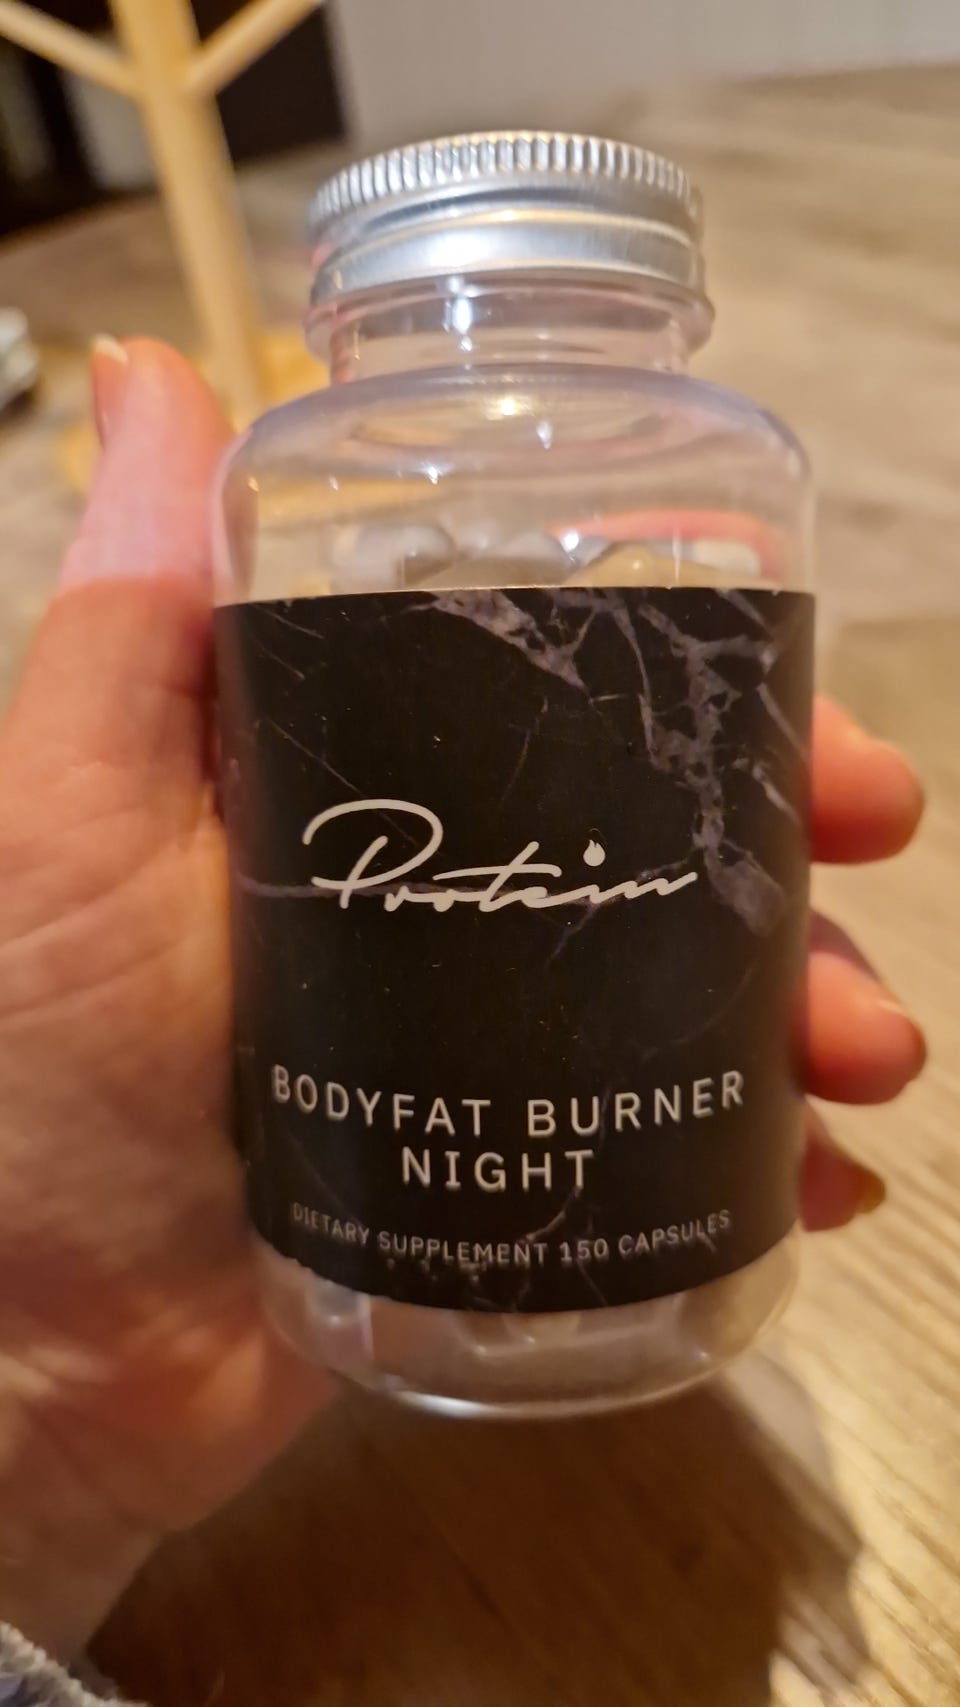 Protein
BODYFAT BURNER
NIGHT
DIETARY SUPPLEMENT 150 CAPSULES